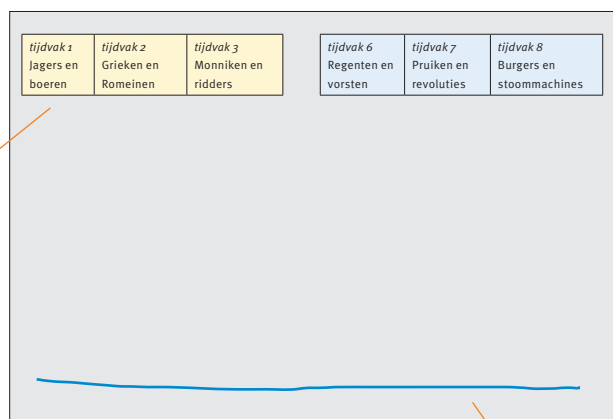 tijdvak 1
Jagers en
boeren
tijdvak 2
Grieken en
Romeinen
tijdvak 3
Monniken en
ridders
tijdvak 6
Regenten en
vorsten
tijdvak 7
Pruiken en
revoluties
tijdvak 8
Burgers en
stoommachines